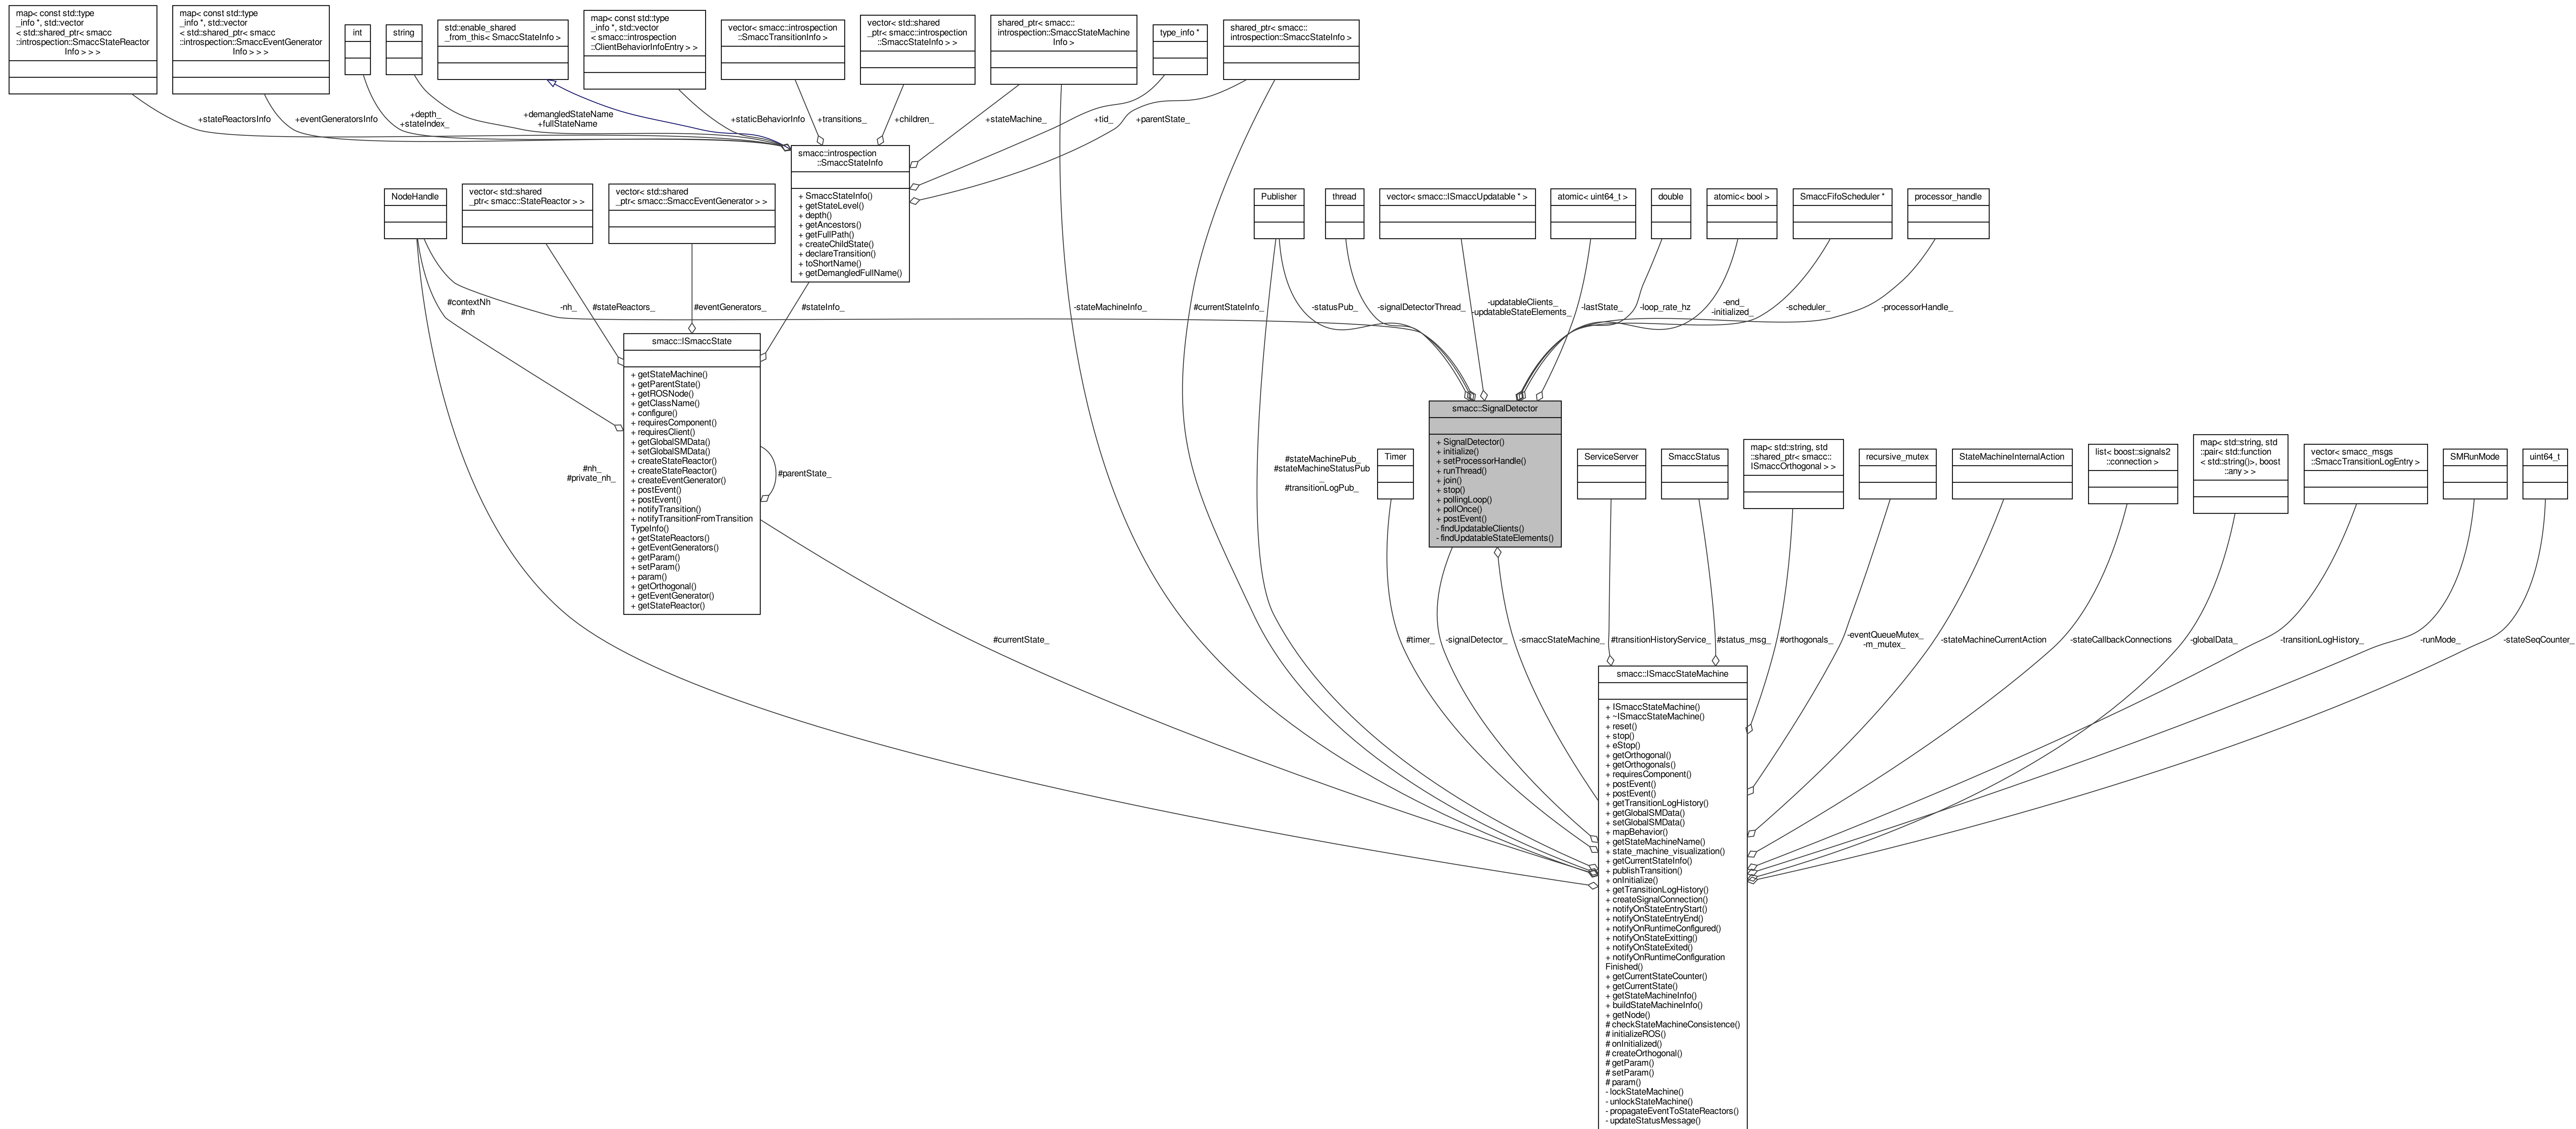 map< const std::type
_info *, std::vector
< std::shared_ptr< smacc
::introspection::SmaccStateReactor
Info > > >
map< const std::type
_info *, std::vector
< std::shared_ptr< smacc
::introspection::SmaccEventGenerator
Info > > >
int
string
std::enable_shared
_from_this< SmaccStateInfo >
map< const std::type
_info *, std::vector
< smacc::introspection
::ClientBehaviorInfoEntry > >
vector< smacc::introspection
::SmaccTransitionInfo >
vector< std::shared
_ptr< smacc::introspection
::SmaccStateInfo > >
shared_ptr< smacc::
introspection::SmaccStateMachine
Info >
type_info *
shared_ptr< smacc::
introspection::SmaccStateInfo >
+stateReactorsInfo
+eventGeneratorsInfo
+depth_
+stateIndex_
+demangledStateName
+fullStateName
+staticBehaviorInfo
+transitions_
+children_
+stateMachine_
+tid_
+parentState_
smacc::introspection
::SmaccStateInfo
+ SmaccStateInfo()
+ getStateLevel()
+ depth()
+ getAncestors()
+ getFullPath()
+ createChildState()
+ declareTransition()
+ toShortName()
+ getDemangledFullName()
NodeHandle
vector< std::shared
_ptr< smacc::StateReactor > >
vector< std::shared
_ptr< smacc::SmaccEventGenerator > >
Publisher
thread
vector< smacc::ISmaccUpdatable * >
atomic< uint64_t >
double
atomic< bool >
SmaccFifoScheduler *
processor_handle
#contextNh
#nh
-nh_
#stateReactors_
#eventGenerators_
#stateInfo_
-stateMachineInfo_
#currentStateInfo_
-statusPub_
-signalDetectorThread_
-updatableClients_
-updatableStateElements_
-lastState_
-loop_rate_hz
-end_
-initialized_
-scheduler_
-processorHandle_
smacc::ISmaccState
+ getStateMachine()
+ getParentState()
+ getROSNode()
+ getClassName()
+ configure()
+ requiresComponent()
+ requiresClient()
+ getGlobalSMData()
+ setGlobalSMData()
+ createStateReactor()
+ createStateReactor()
+ createEventGenerator()
+ postEvent()
+ postEvent()
+ notifyTransition()
+ notifyTransitionFromTransition
TypeInfo()
+ getStateReactors()
+ getEventGenerators()
+ getParam()
+ setParam()
+ param()
+ getOrthogonal()
+ getEventGenerator()
+ getStateReactor()
#parentState_
#nh_
#private_nh_
smacc::SignalDetector
+ SignalDetector()
+ initialize()
+ setProcessorHandle()
+ runThread()
+ join()
+ stop()
+ pollingLoop()
+ pollOnce()
+ postEvent()
- findUpdatableClients()
- findUpdatableStateElements()
#stateMachinePub_
#stateMachineStatusPub
_
#transitionLogPub_
Timer
ServiceServer
SmaccStatus
map< std::string, std
::shared_ptr< smacc::
ISmaccOrthogonal > >
recursive_mutex
StateMachineInternalAction
list< boost::signals2
::connection >
map< std::string, std
::pair< std::function
< std::string()>, boost
::any > >
vector< smacc_msgs
::SmaccTransitionLogEntry >
SMRunMode
uint64_t
#currentState_
#timer_
-signalDetector_
-smaccStateMachine_
#transitionHistoryService_
#status_msg_
#orthogonals_
-eventQueueMutex_
-m_mutex_
-stateMachineCurrentAction
-stateCallbackConnections
-globalData_
-transitionLogHistory_
-runMode_
-stateSeqCounter_
smacc::ISmaccStateMachine
+ ISmaccStateMachine()
+ ~ISmaccStateMachine()
+ reset()
+ stop()
+ eStop()
+ getOrthogonal()
+ getOrthogonals()
+ requiresComponent()
+ postEvent()
+ postEvent()
+ getTransitionLogHistory()
+ getGlobalSMData()
+ setGlobalSMData()
+ mapBehavior()
+ getStateMachineName()
+ state_machine_visualization()
+ getCurrentStateInfo()
+ publishTransition()
+ onInitialize()
+ getTransitionLogHistory()
+ createSignalConnection()
+ notifyOnStateEntryStart()
+ notifyOnStateEntryEnd()
+ notifyOnRuntimeConfigured()
+ notifyOnStateExitting()
+ notifyOnStateExited()
+ notifyOnRuntimeConfiguration
Finished()
+ getCurrentStateCounter()
+ getCurrentState()
+ getStateMachineInfo()
+ buildStateMachineInfo()
+ getNode()
# checkStateMachineConsistence()
# initializeROS()
# onInitialized()
# createOrthogonal()
# getParam()
# setParam()
# param()
- lockStateMachine()
- unlockStateMachine()
- propagateEventToStateReactors()
- updateStatusMessage()